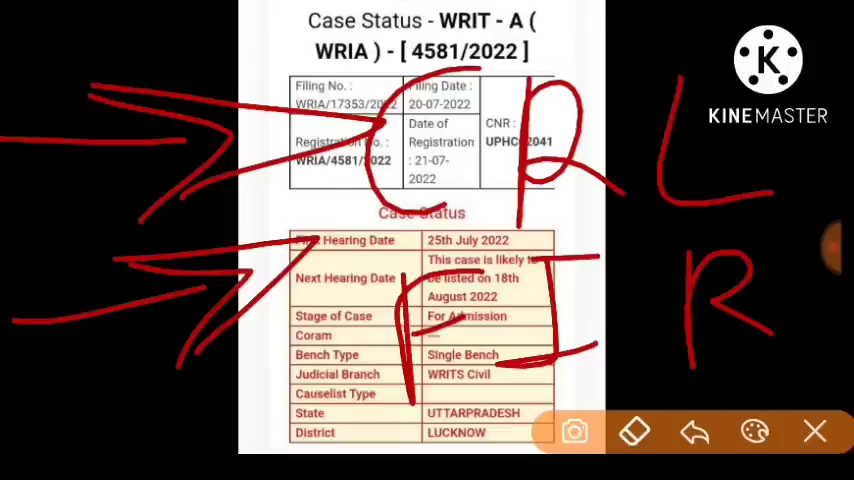 Case Status - WRIT - A (
WRIA ) - [ 4581/2022 ]
Filing No. :
WRIA/17353/2022
Filing Date :
20-07-2022
Registration No. :
WRIA/4581/2022
Date of
Registration
: 21-07-
2022
CNR :
Case Status
First Hearing Date 25th July 2022
Next Hearing Date This case is likely to
be listed on 18th
August 2022
Stage of Case For Admission
Coram —
Bench Type Single Bench
Judicial Branch WRITS Civil
Causelist Type
State UTTARPRADESH
District LUCKNOW
C R L
F I R
K
KINEMASTER